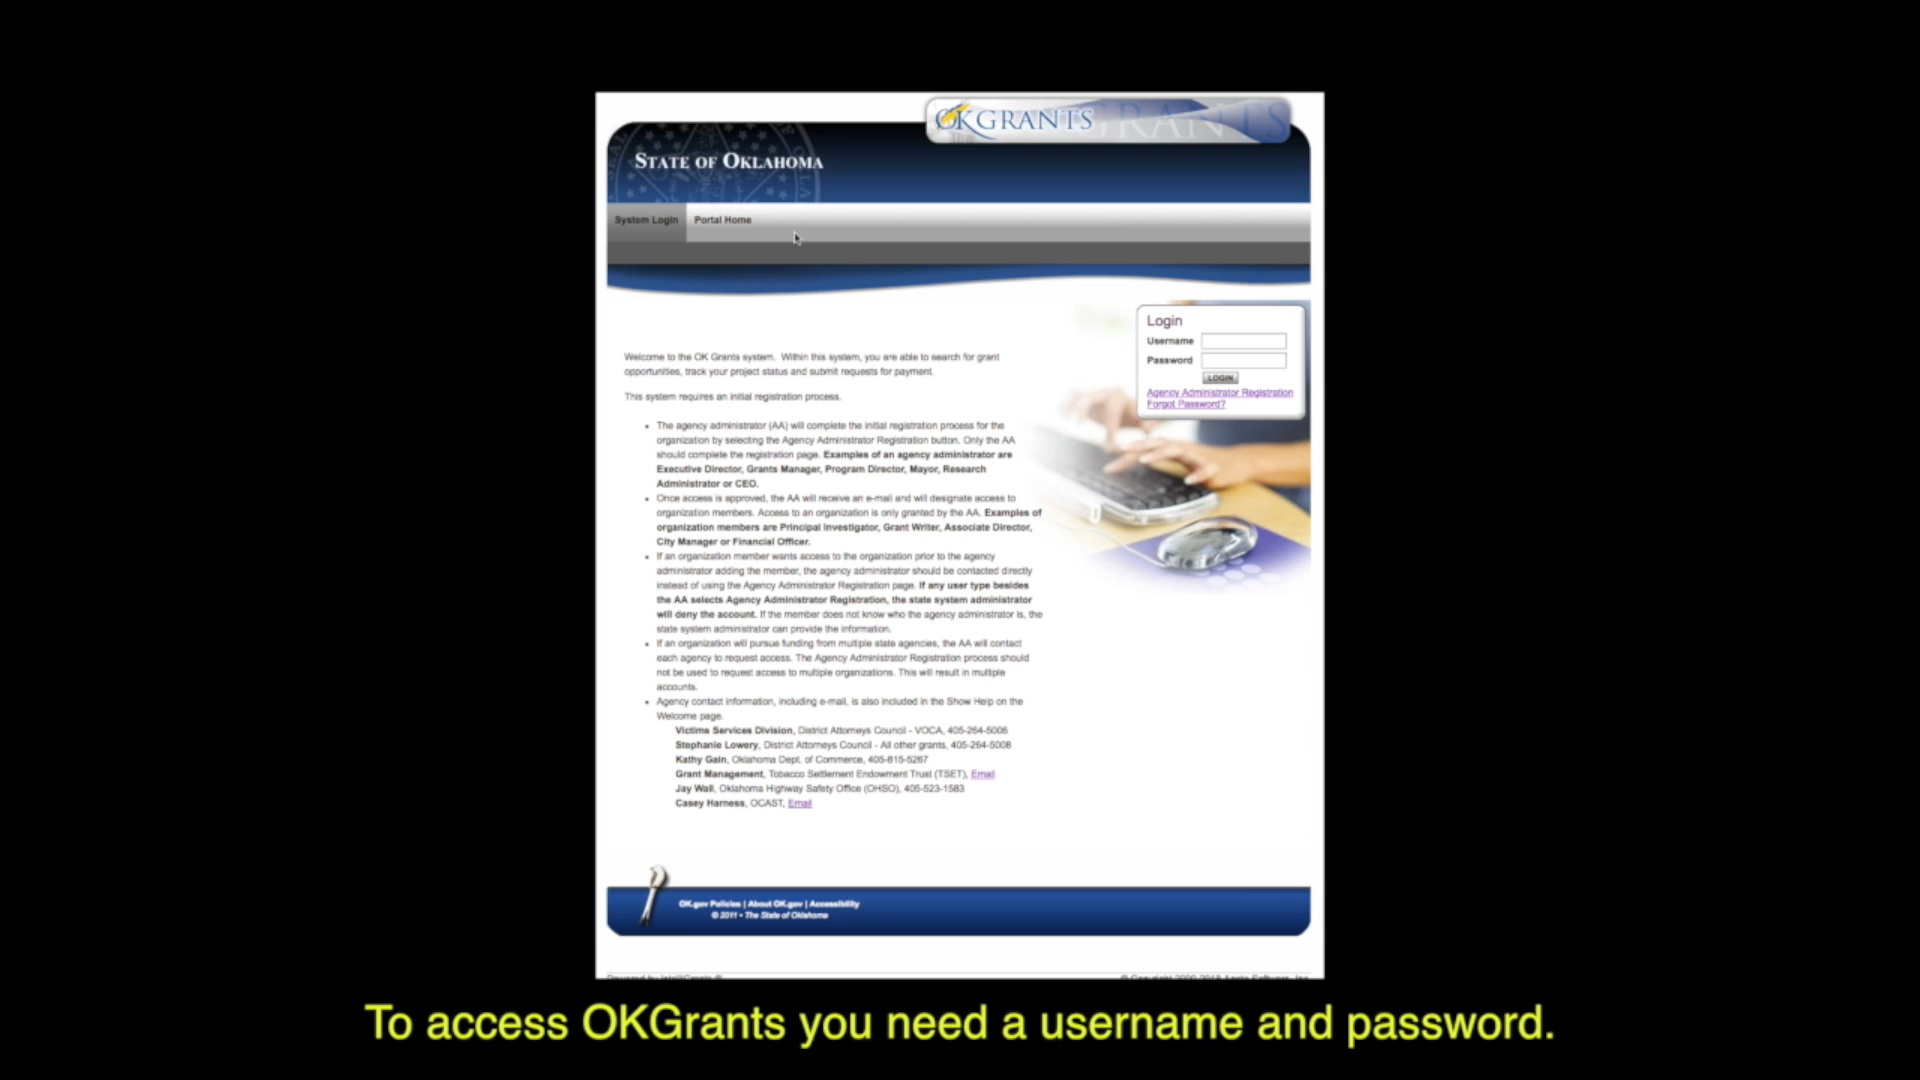 OKGRANTS
STATE OF OKLAHOMA
System Login Portal Home
Login
Username
Password
LOGIN
Agency Administrator Registration
Forgot Password?
Welcome to the OK Grants system. Within this system, you are able to search for grant
opportunities, track your project status and submit requests for payment.
This system requires an initial registration process.
• The agency administrator (AA) will complete the initial registration process for the
organization by selecting the Agency Administrator Registration button. Only the AA
should complete the registration page. Examples of an agency administrator are
Executive Director, Grants Manager, Program Director, Mayor, Research
Administrator or CEO.
• Once access is approved, the AA will receive an e-mail and will designate access to
organization members. Access to an organization is only granted by the AA. Examples of
organization members are Principal Investigator, Grant Writer, Associate Director,
City Manager or Financial Officer.
• If an organization member wants access to the organization prior to the agency
administrator adding the member, the agency administrator should be contacted directly
instead of using the Agency Administrator Registration page. If any user type besides
the AA selects Agency Administrator Registration, the state system administrator
will deny the account. If the member does not know who the agency administrator is, the
state system administrator can provide the information.
• If an organization will pursue funding from multiple state agencies, the AA will contact
each agency to request access. The Agency Administrator Registration process should
not be used to request access to multiple organizations. This will result in multiple
accounts.
• Agency contact information, including e-mail, is also included in the Show Help on the
Welcome page.
Victims Services Division, District Attorneys Council - VOCA, 405-264-5006
Stephanie Lowery, District Attorneys Council - All other grants, 405-264-5008
Kathy Gain, Oklahoma Dept. of Commerce, 405-815-5267
Grant Management, Tobacco Settlement Endowment Trust (TSET), Email
Jay Wall, Oklahoma Highway Safety Office (OHSO), 405-523-1583
Casey Harness, OCAST, Email
OK.gov Policies | About OK.gov | Accessibility
© 2011 • The State of Oklahoma
To access OKGrants you need a username and password.